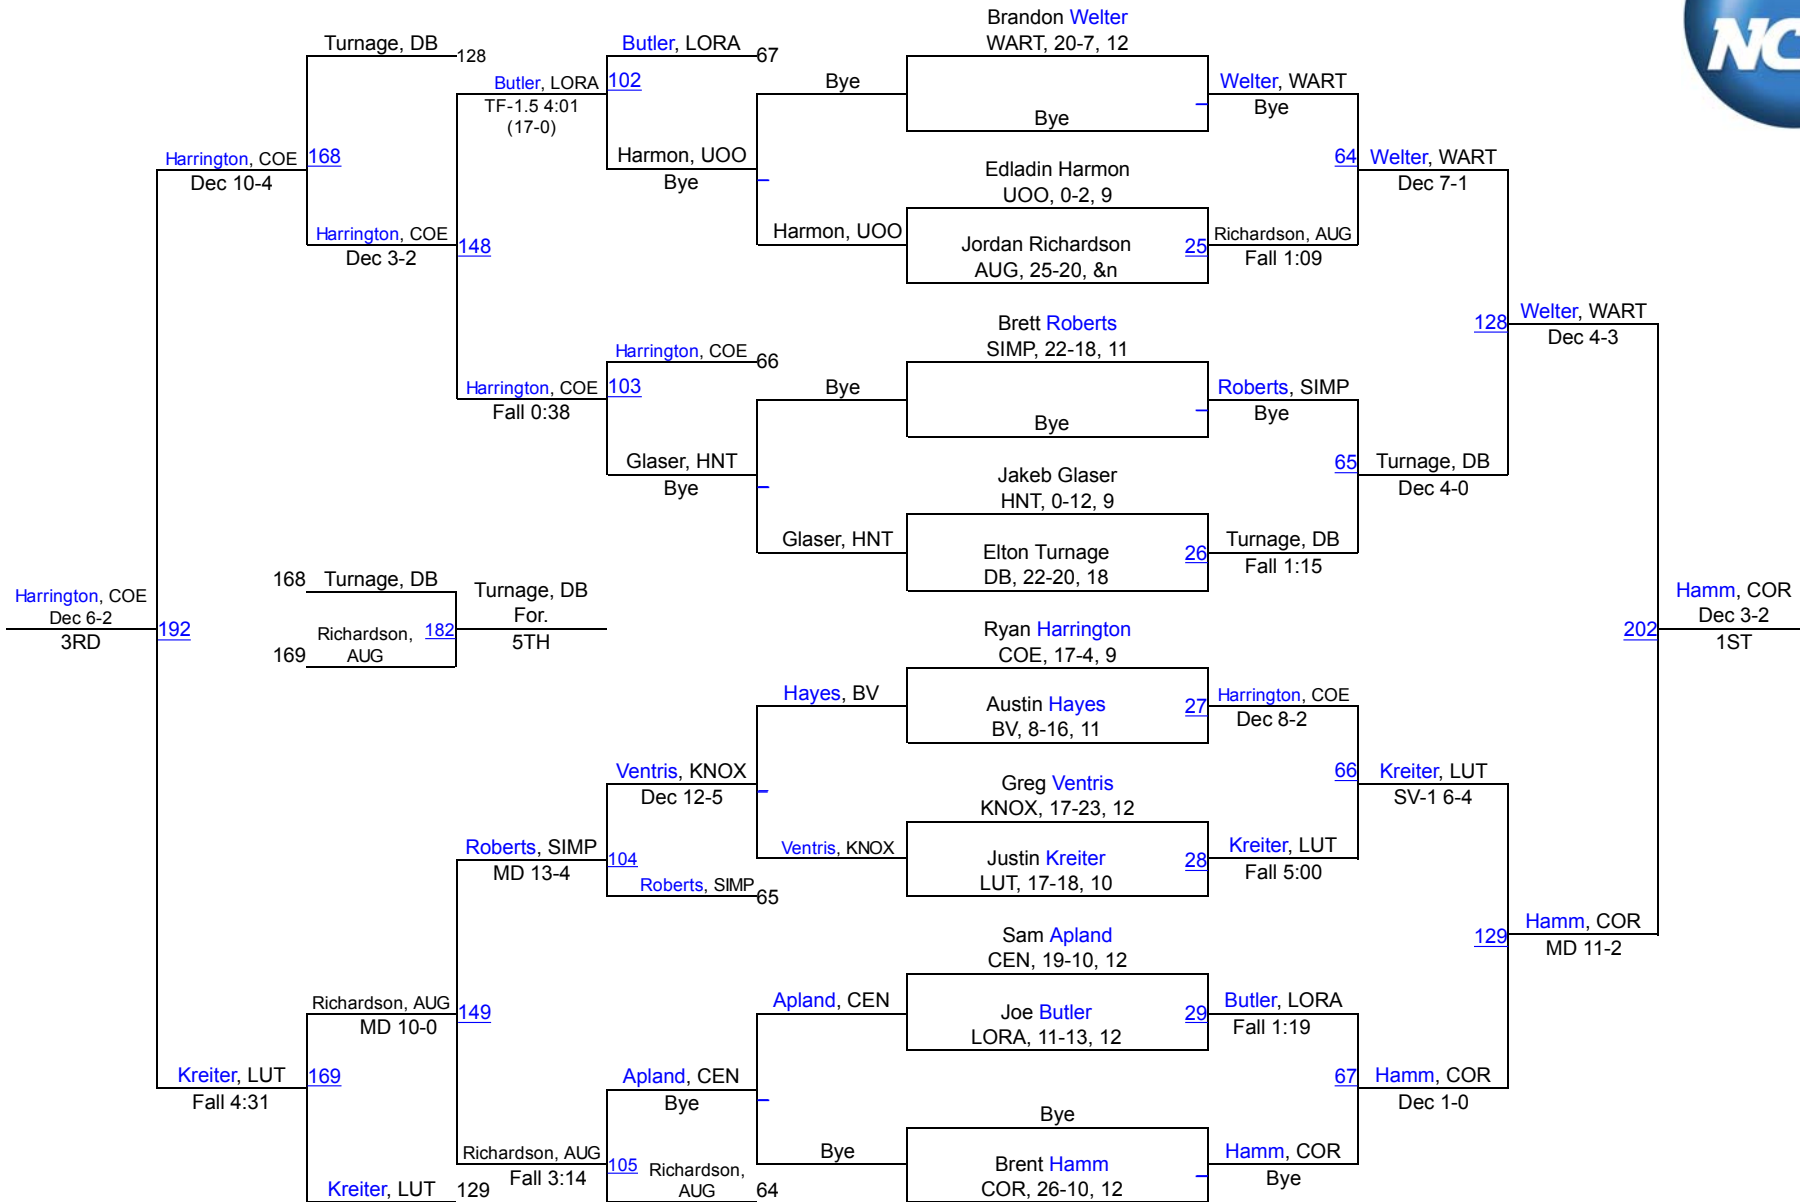 Brandon Welter
WART, 20-7, 12
NC
Turnage, DB
128
Butler, LORA
67
Butler, LORA
102
TF-1.5 4:01
(17-0)
Bye
Bye
Welter, WART
Bye
Harrington, COE
168
Dec 10-4
Harmon, UOO
Bye
Edladin Harmon
UOO, 0-2, 9
64
Welter, WART
Dec 7-1
Harrington, COE
148
Dec 3-2
Harmon, UOO
Jordan Richardson
AUG, 25-20, &n
25
Richardson, AUG
Fall 1:09
Brett Roberts
SIMP, 22-18, 11
128
Welter, WART
Dec 4-3
Harrington, COE
66
Harrington, COE
103
Fall 0:38
Bye
Bye
Roberts, SIMP
Bye
Glaser, HNT
Bye
Jakeb Glaser
HNT, 0-12, 9
65
Turnage, DB
Dec 4-0
Glaser, HNT
Elton Turnage
DB, 22-20, 18
26
Turnage, DB
Fall 1:15
168
Turnage, DB
Turnage, DB
For.
5TH
Richardson,
AUG
182
169
Harrington, COE
Dec 6-2
3RD
192
Ryan Harrington
COE, 17-4, 9
202
Hamm, COR
Dec 3-2
1ST
Hayes, BV
Austin Hayes
BV, 8-16, 11
27
Harrington, COE
Dec 8-2
Ventris, KNOX
Dec 12-5
Greg Ventris
KNOX, 17-23, 12
66
Kreiter, LUT
SV-1 6-4
Roberts, SIMP
104
MD 13-4
Ventris, KNOX
Justin Kreiter
LUT, 17-18, 10
28
Kreiter, LUT
Fall 5:00
Roberts, SIMP
65
Sam Apland
CEN, 19-10, 12
129
Hamm, COR
MD 11-2
Richardson, AUG
149
MD 10-0
Apland, CEN
Joe Butler
LORA, 11-13, 12
29
Butler, LORA
Fall 1:19
Kreiter, LUT
169
Fall 4:31
Apland, CEN
Bye
Bye
67
Hamm, COR
Dec 1-0
Richardson, AUG
105
Fall 3:14
Bye
Brent Hamm
COR, 26-10, 12
Hamm, COR
Bye
Kreiter, LUT
129
Richardson,
AUG
64